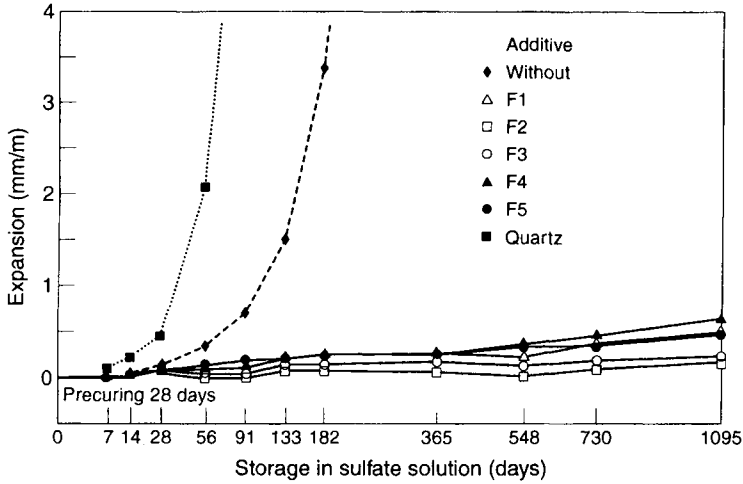 4
3
2
1
0
Expansion (mm/m)
Additive
Without
F1
F2
F3
F4
F5
Quartz
Precuring 28 days
0 7 14 28 56 91 133 182 365 548 730 1095
Storage in sulfate solution (days)